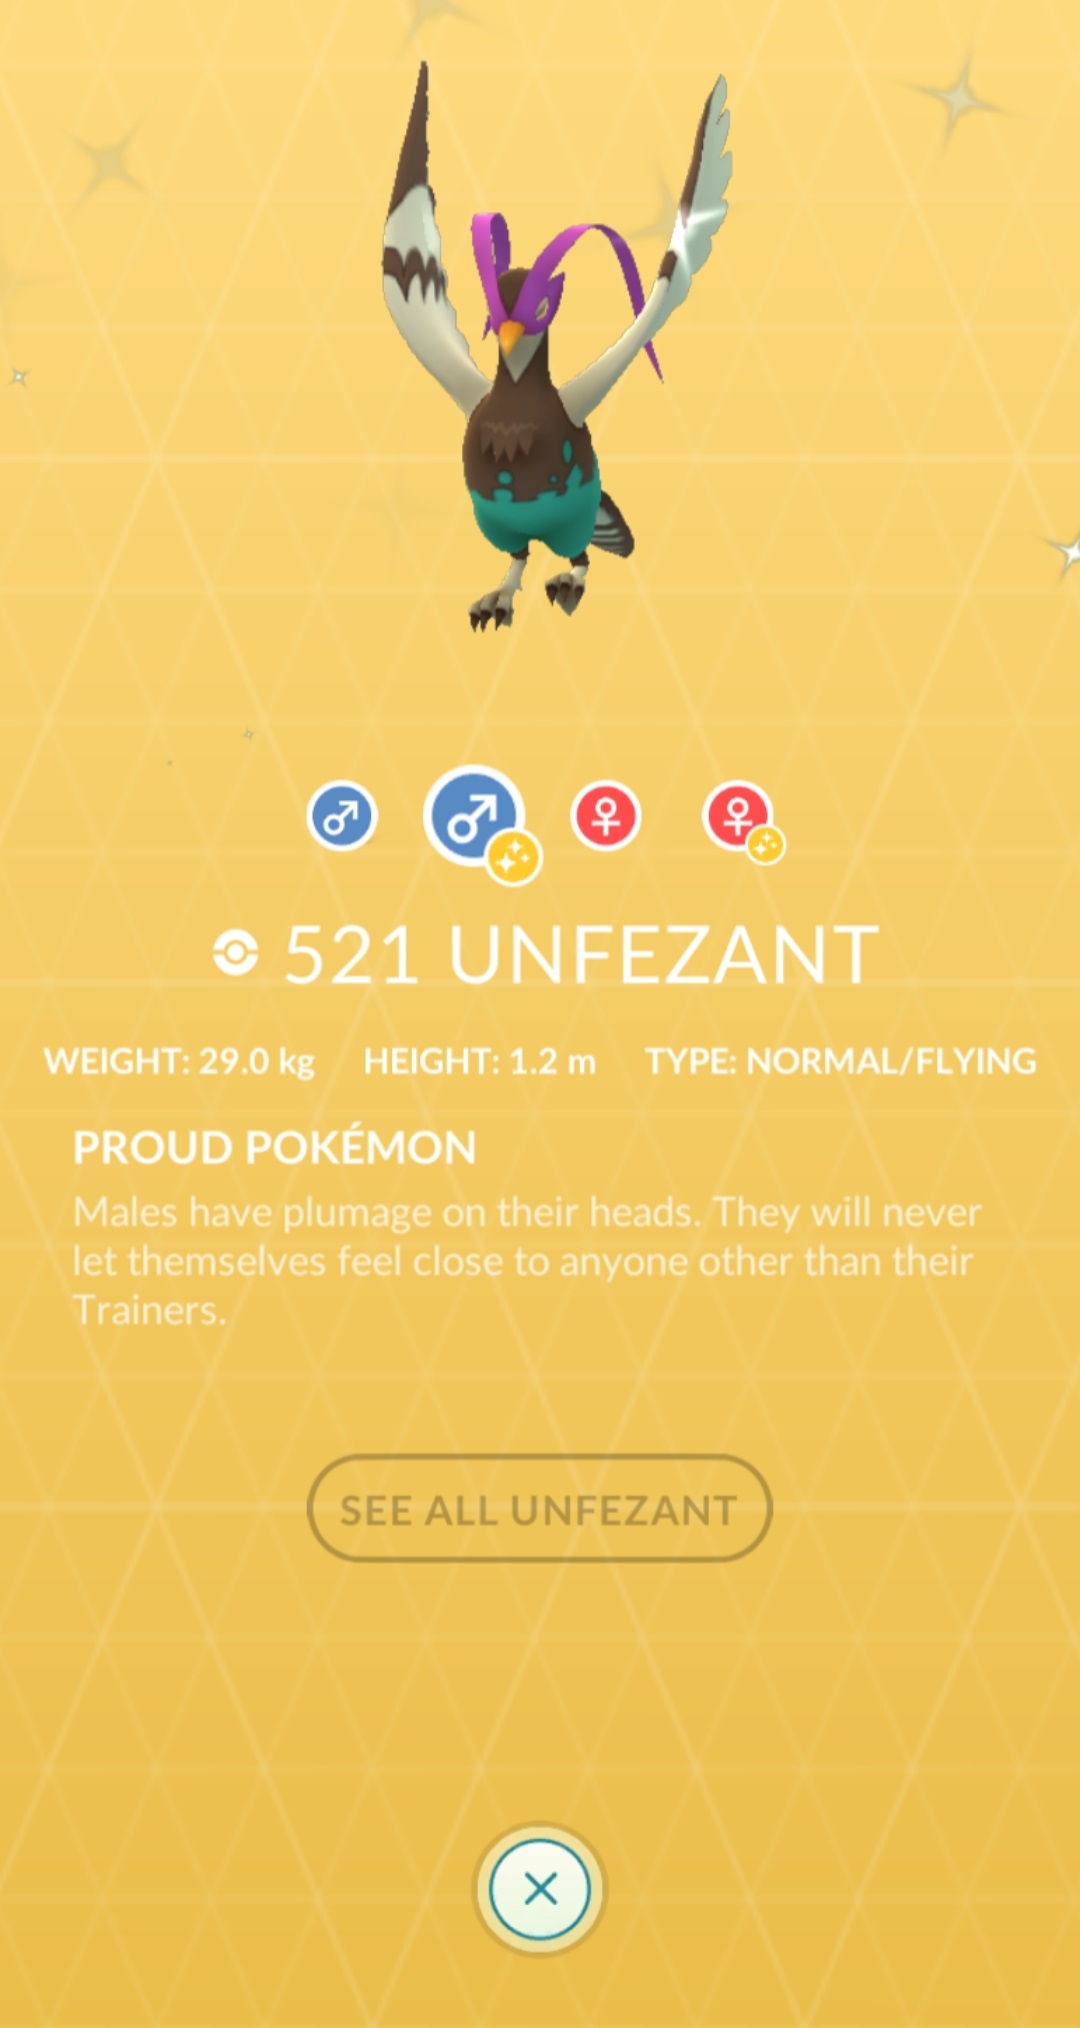 521 UNFEZANT
WEIGHT: 29.0 kg HEIGHT: 1.2 m TYPE: NORMAL/FLYING
PROUD POKÉMON
Males have plumage on their heads. They will never
let themselves feel close to anyone other than their
Trainers.
SEE ALL UNFEZANT